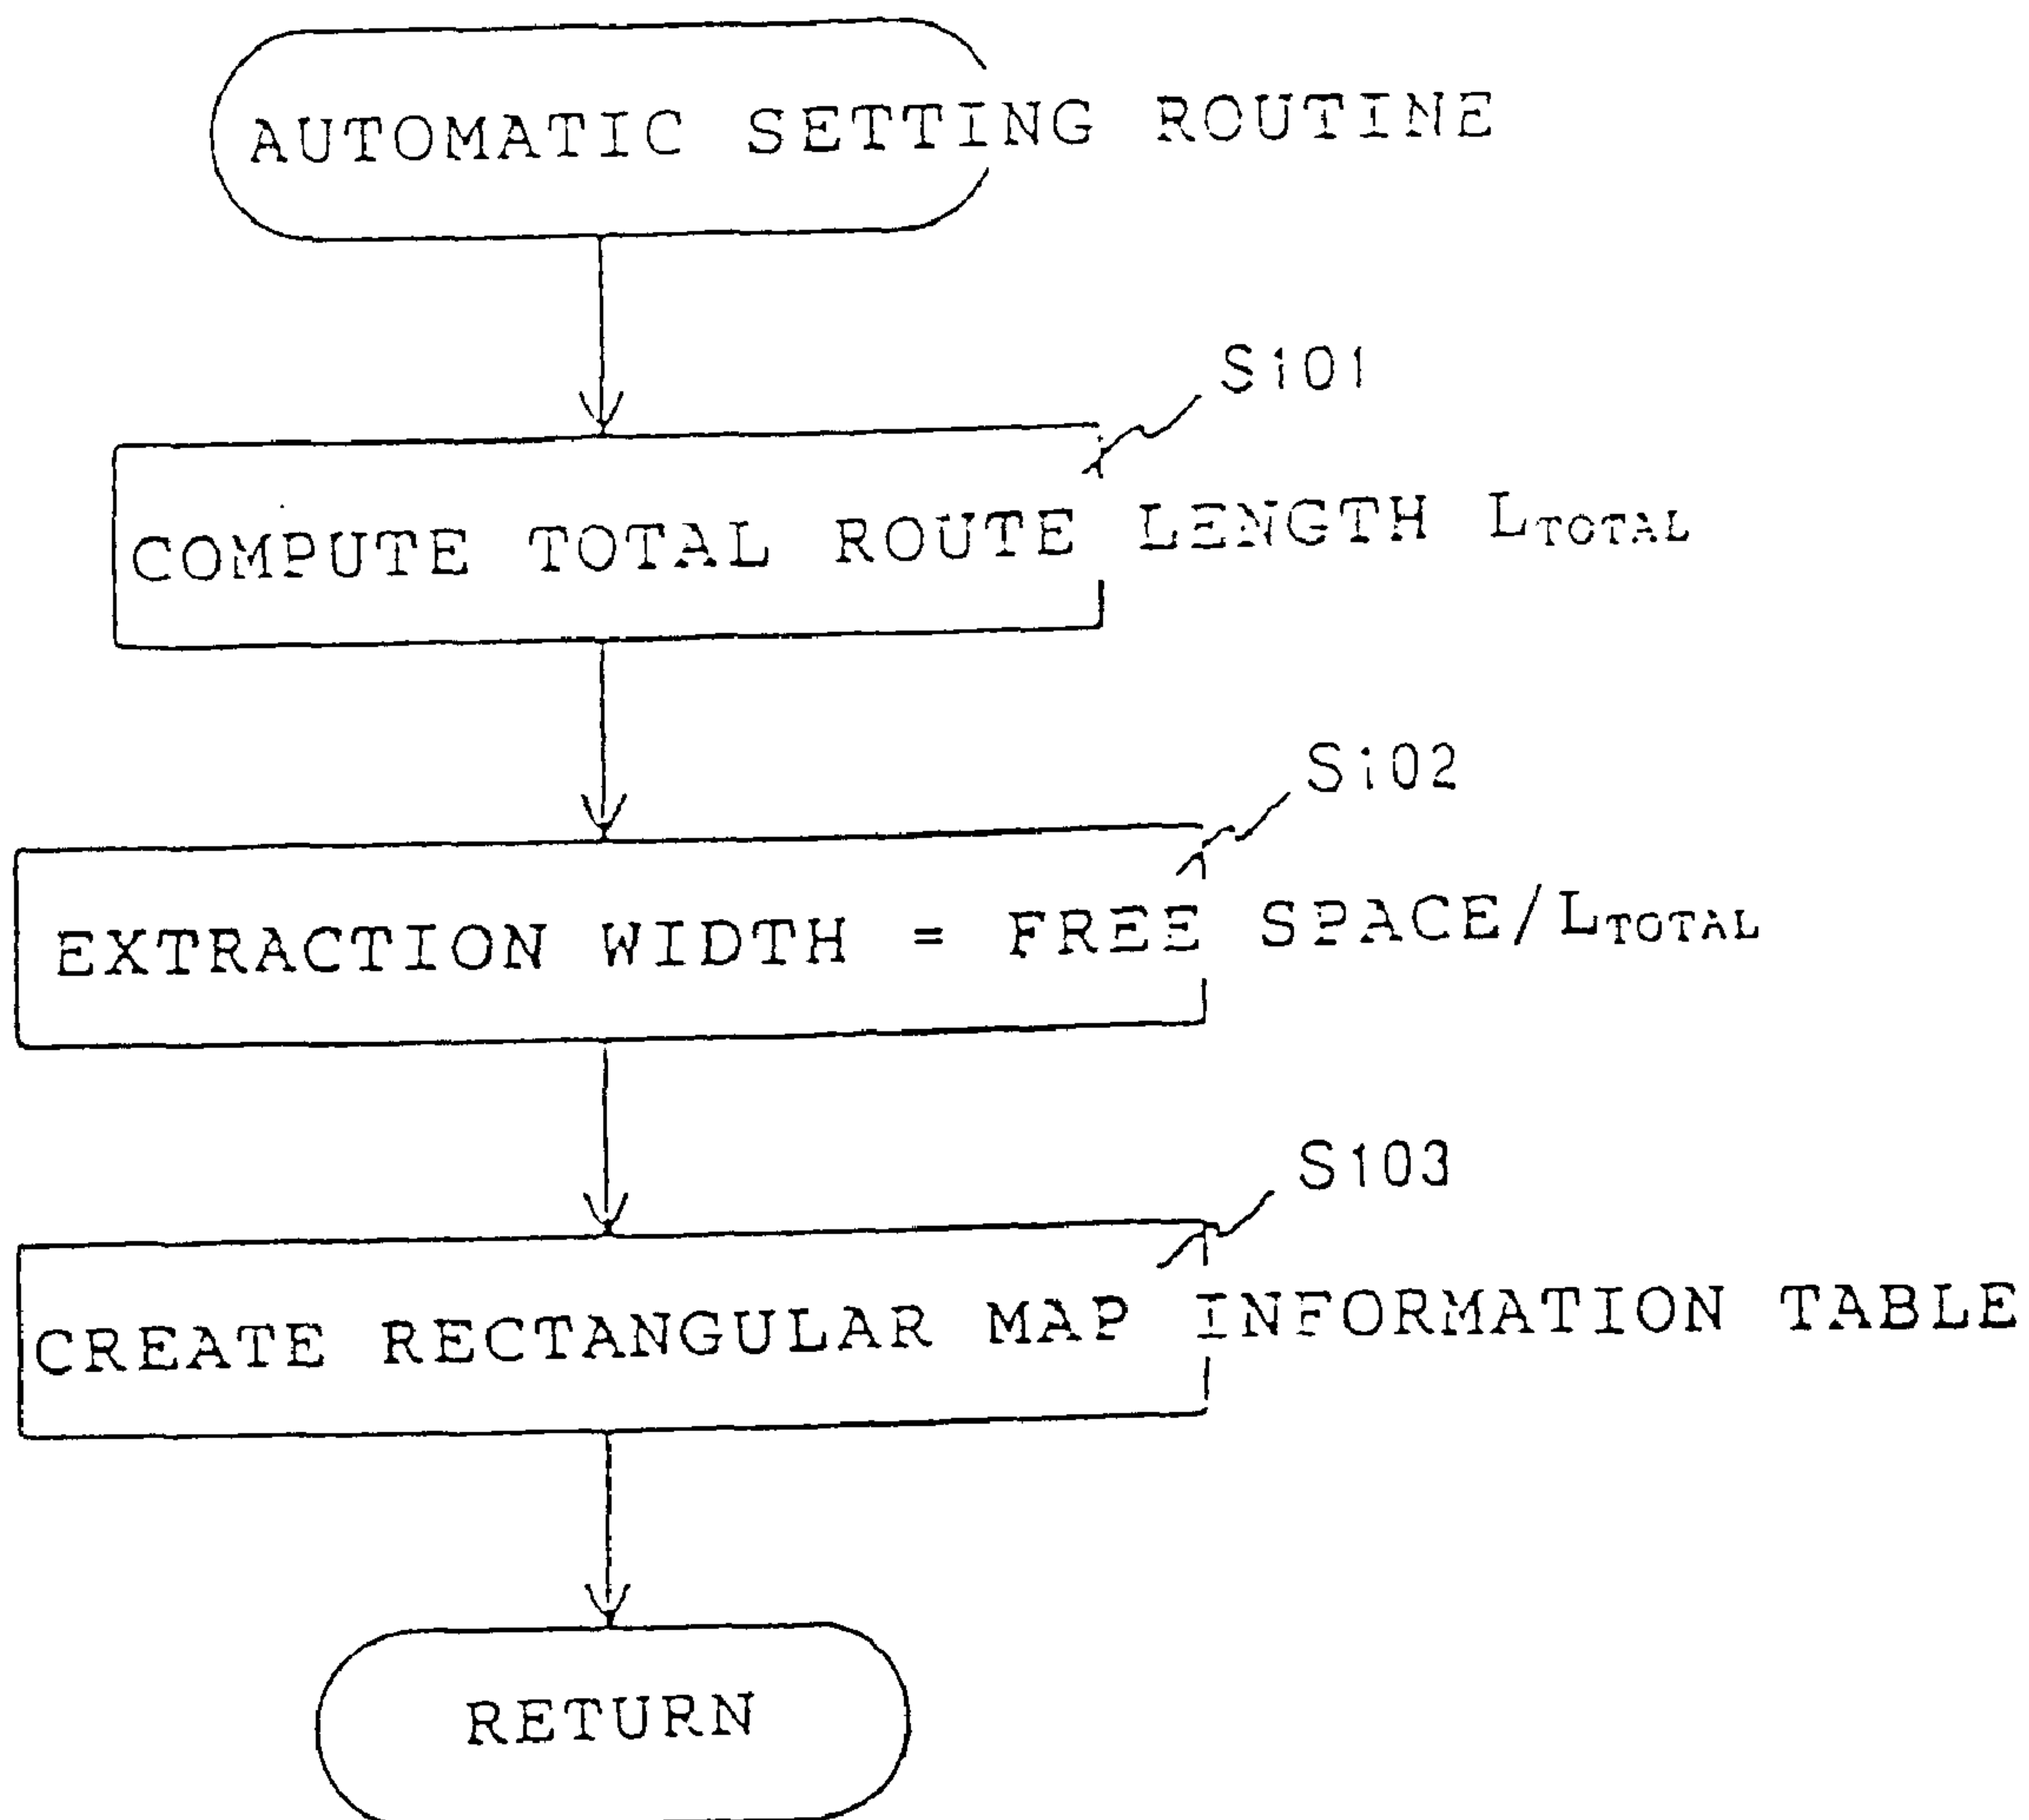 AUTOMATIC SETTING ROUTINE
S101
COMPUTE TOTAL ROUTE LENGTH LTOTAL
S102
EXTRACTION WIDTH = FREE SPACE/LTOTAL
S103
CREATE RECTANGULAR MAP INFORMATION TABLE
RETURN